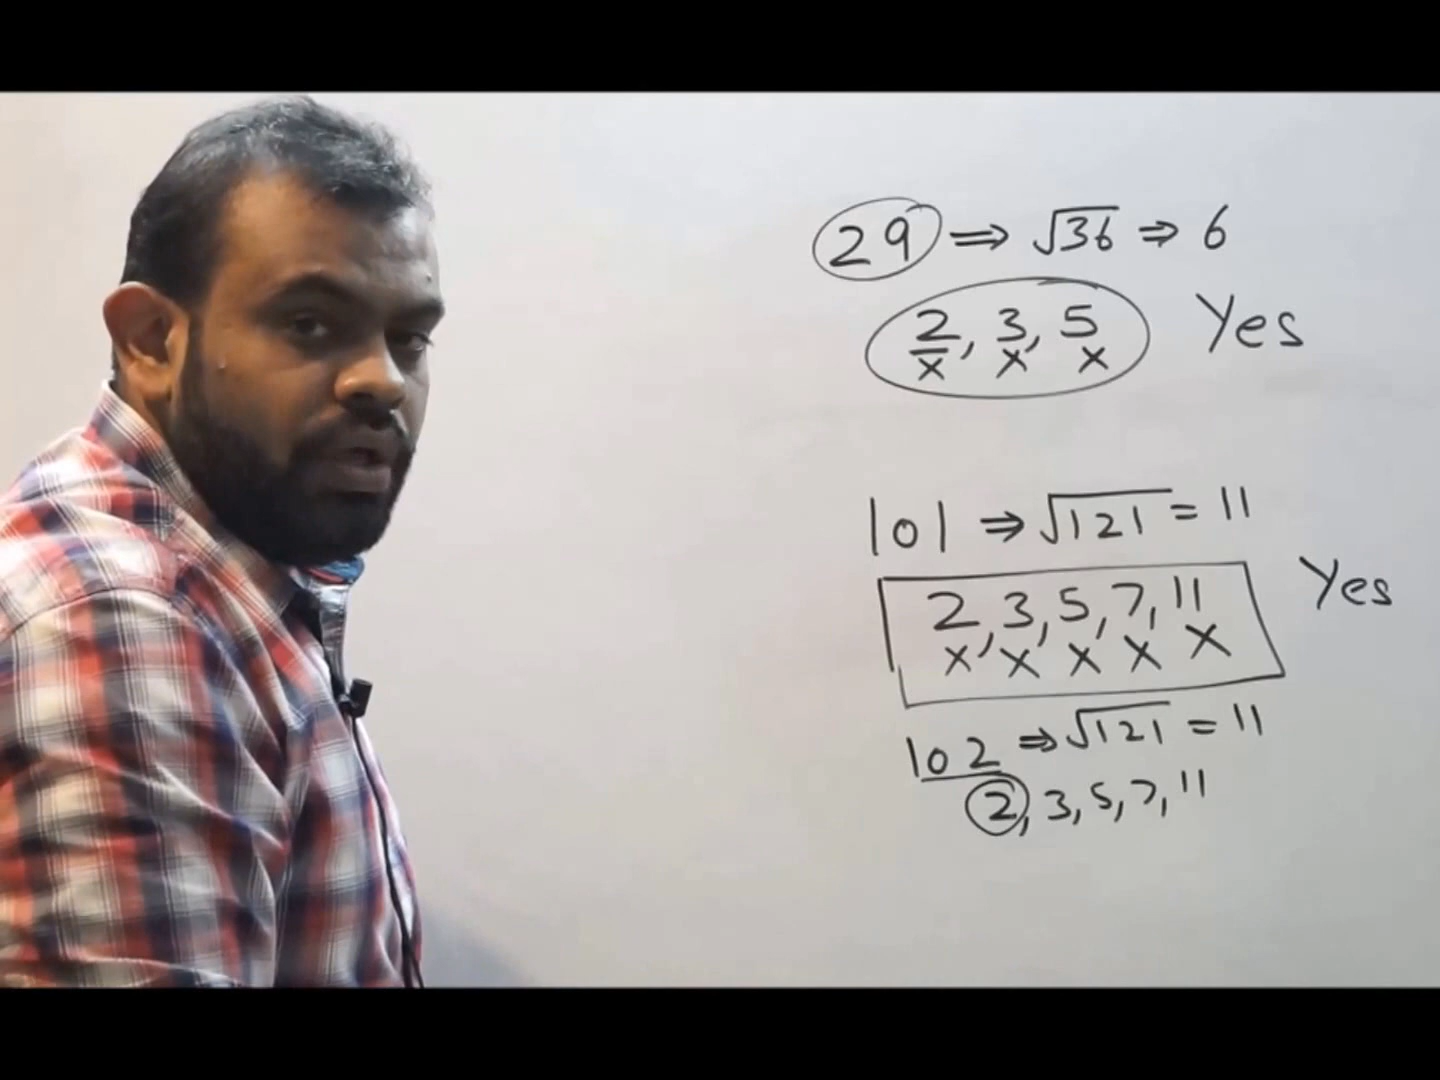 29 ⇒ √36 ⇒ 6
2, 3, 5 Yes
x x x
101 ⇒ √121 = 11
2, 3, 5, 7, 11 Yes
x x x x x
102 ⇒ √121 = 11
2, 3, 5, 7, 11